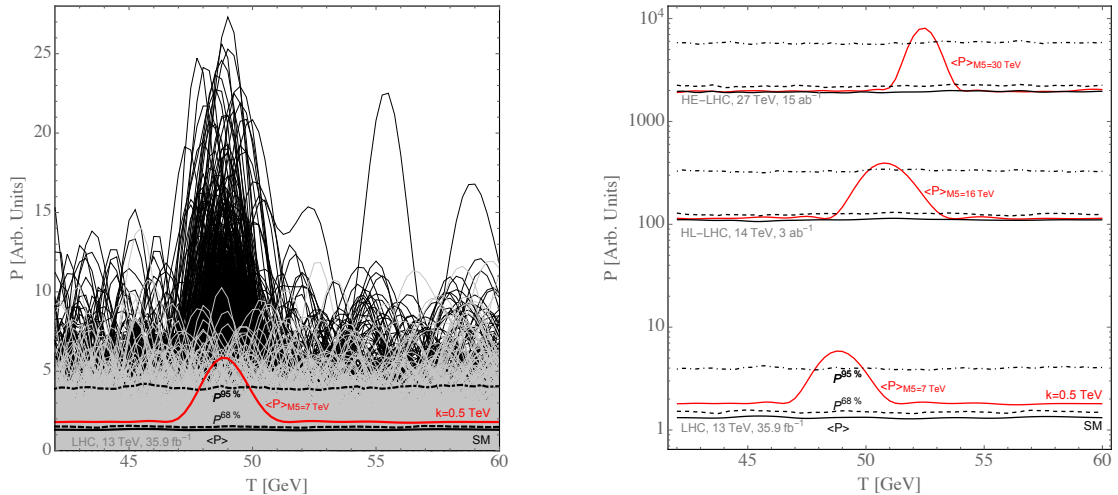 P [Arb. Units]
25
20
15
10
5
0
P^95 %
<P>M5=7 TeV
P^68 %
k=0.5 TeV
LHC, 13 TeV, 35.9 fb^−1
<P>
SM
45 50 55 60
T [GeV]
P [Arb. Units]
10^4
1000
100
10
1
<P>M5=30 TeV
HE−LHC, 27 TeV, 15 ab^−1
<P>M5=16 TeV
HL−LHC, 14 TeV, 3 ab^−1
P^95 %
<P>M5=7 TeV
k=0.5 TeV
P^68 %
LHC, 13 TeV, 35.9 fb^−1
<P>
SM
45 50 55 60
T [GeV]